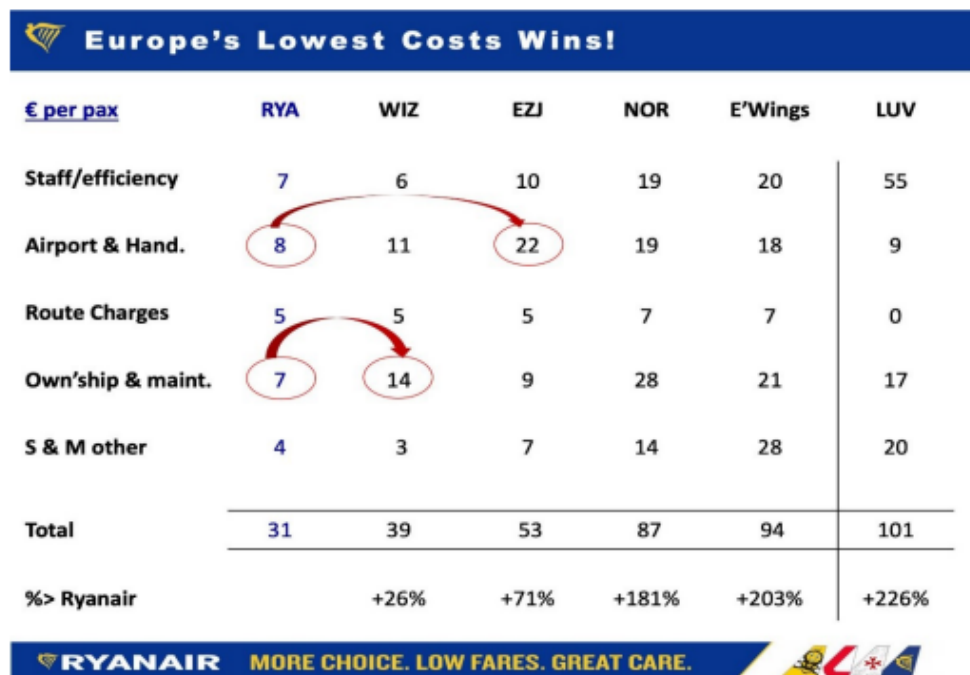 Europe's Lowest Costs Wins!
€ per pax RYA WIZ EZJ NOR E'Wings LUV
Staff/efficiency 7 6 10 19 20 55
Airport & Hand. 8 11 22 19 18 9
Route Charges 5 5 5 7 7 0
Own'ship & maint. 7 14 9 28 21 17
S & M other 4 3 7 14 28 20
Total 31 39 53 87 94 101
%> Ryanair +26% +71% +181% +203% +226%
RYANAIR MORE CHOICE. LOW FARES. GREAT CARE.